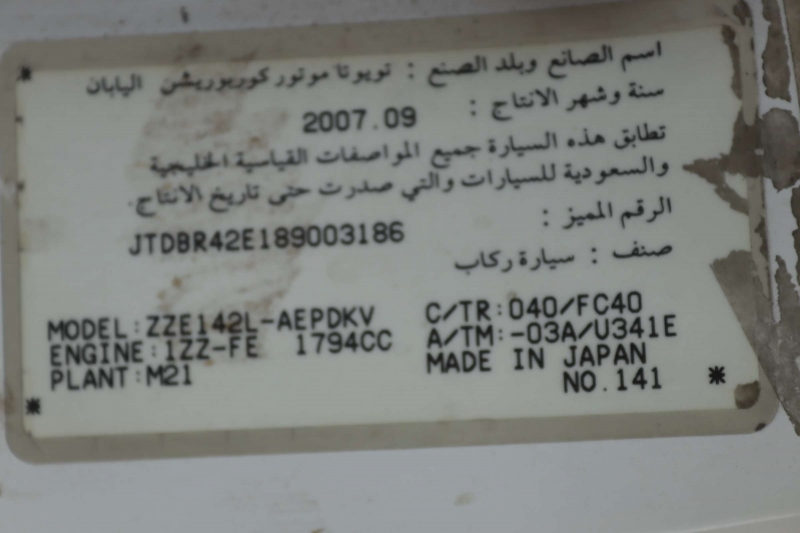 اسم الصانع وبلد الصنع : تويوتا موتور كوربوريشن اليابان
سنة وشهر الانتاج :
2007.09
تطابق هذه السيارة جميع المواصفات القياسية الخليجية
والسعودية للسيارات والتي صدرت حتى تاريخ الانتاج.
الرقم المميز :
JTDBR42E189003186
صنف : سيارة ركاب
MODEL:ZZE142L-AEPDKV C/TR:040/FC40
ENGINE:1ZZ-FE 1794CC A/TM:-03A/U341E
PLANT:M21 MADE IN JAPAN
NO.141